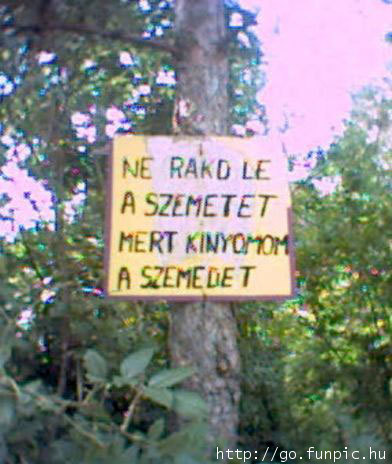 NE RAKD LE
A SZEMETET
MERT KINYOMOM
A SZEMEDET
http://go.funpic.hu